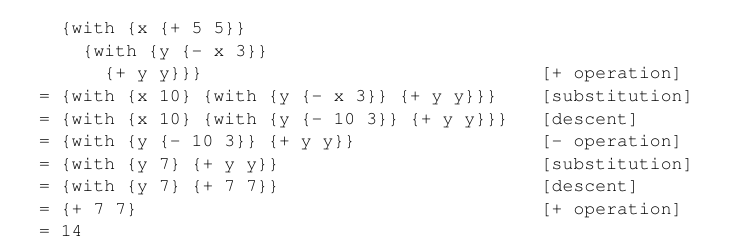 {with {x {+ 5 5}}
{with {y {- x 3}}
{+ y y}}} [+ operation]
= {with {x 10} {with {y {- x 3}} {+ y y}}} [substitution]
= {with {x 10} {with {y {- 10 3}} {+ y y}}} [descent]
= {with {y {- 10 3}} {+ y y}} [- operation]
= {with {y 7} {+ y y}} [substitution]
= {with {y 7} {+ 7 7}} [descent]
= {+ 7 7} [+ operation]
= 14